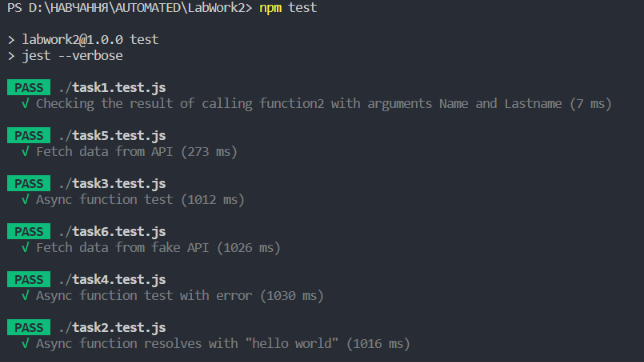 PS D:\НАВЧАННЯ\AUTOMATED\LabWork2> npm test
> labwork2@1.0.0 test
> jest --verbose
PASS ./task1.test.js
√ Checking the result of calling function2 with arguments Name and Lastname (7 ms)
PASS ./task5.test.js
√ Fetch data from API (273 ms)
PASS ./task3.test.js
√ Async function test (1012 ms)
PASS ./task6.test.js
√ Fetch data from fake API (1026 ms)
PASS ./task4.test.js
√ Async function test with error (1030 ms)
PASS ./task2.test.js
√ Async function resolves with "hello world" (1016 ms)